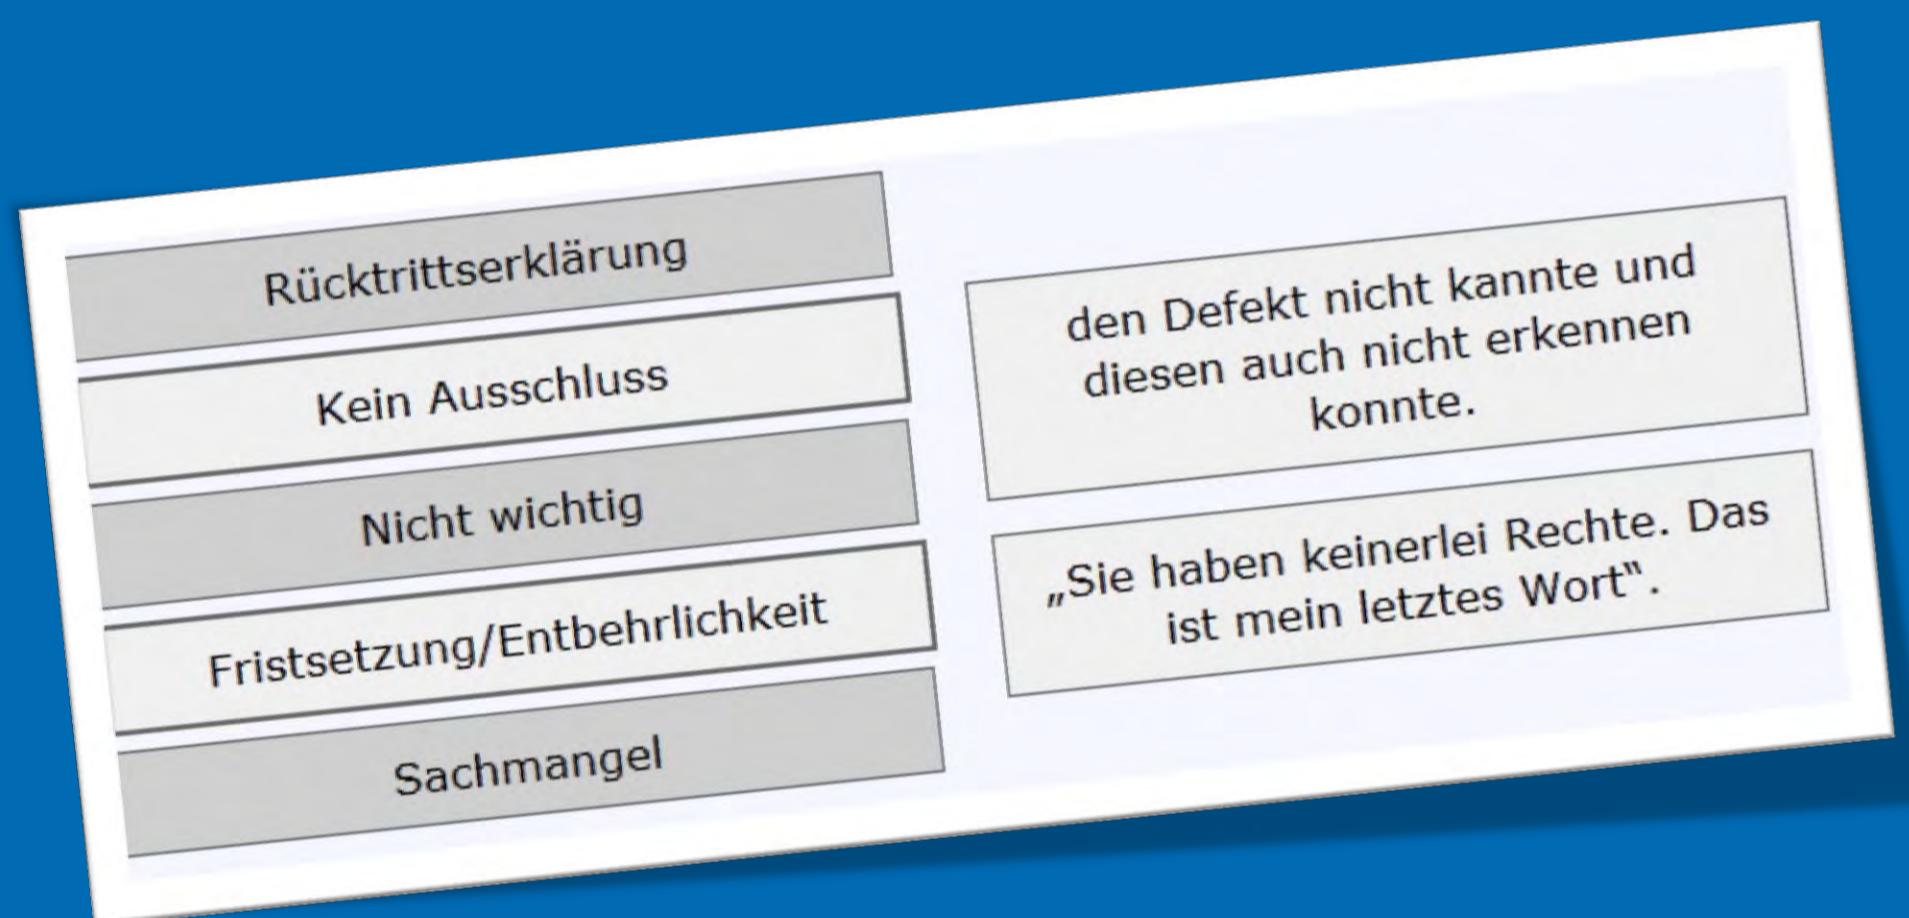 Rücktrittserklärung
Kein Ausschluss
Nicht wichtig
Fristsetzung/Entbehrlichkeit
Sachmangel
den Defekt nicht kannte und
diesen auch nicht erkennen
konnte.
„Sie haben keinerlei Rechte. Das
ist mein letztes Wort“.